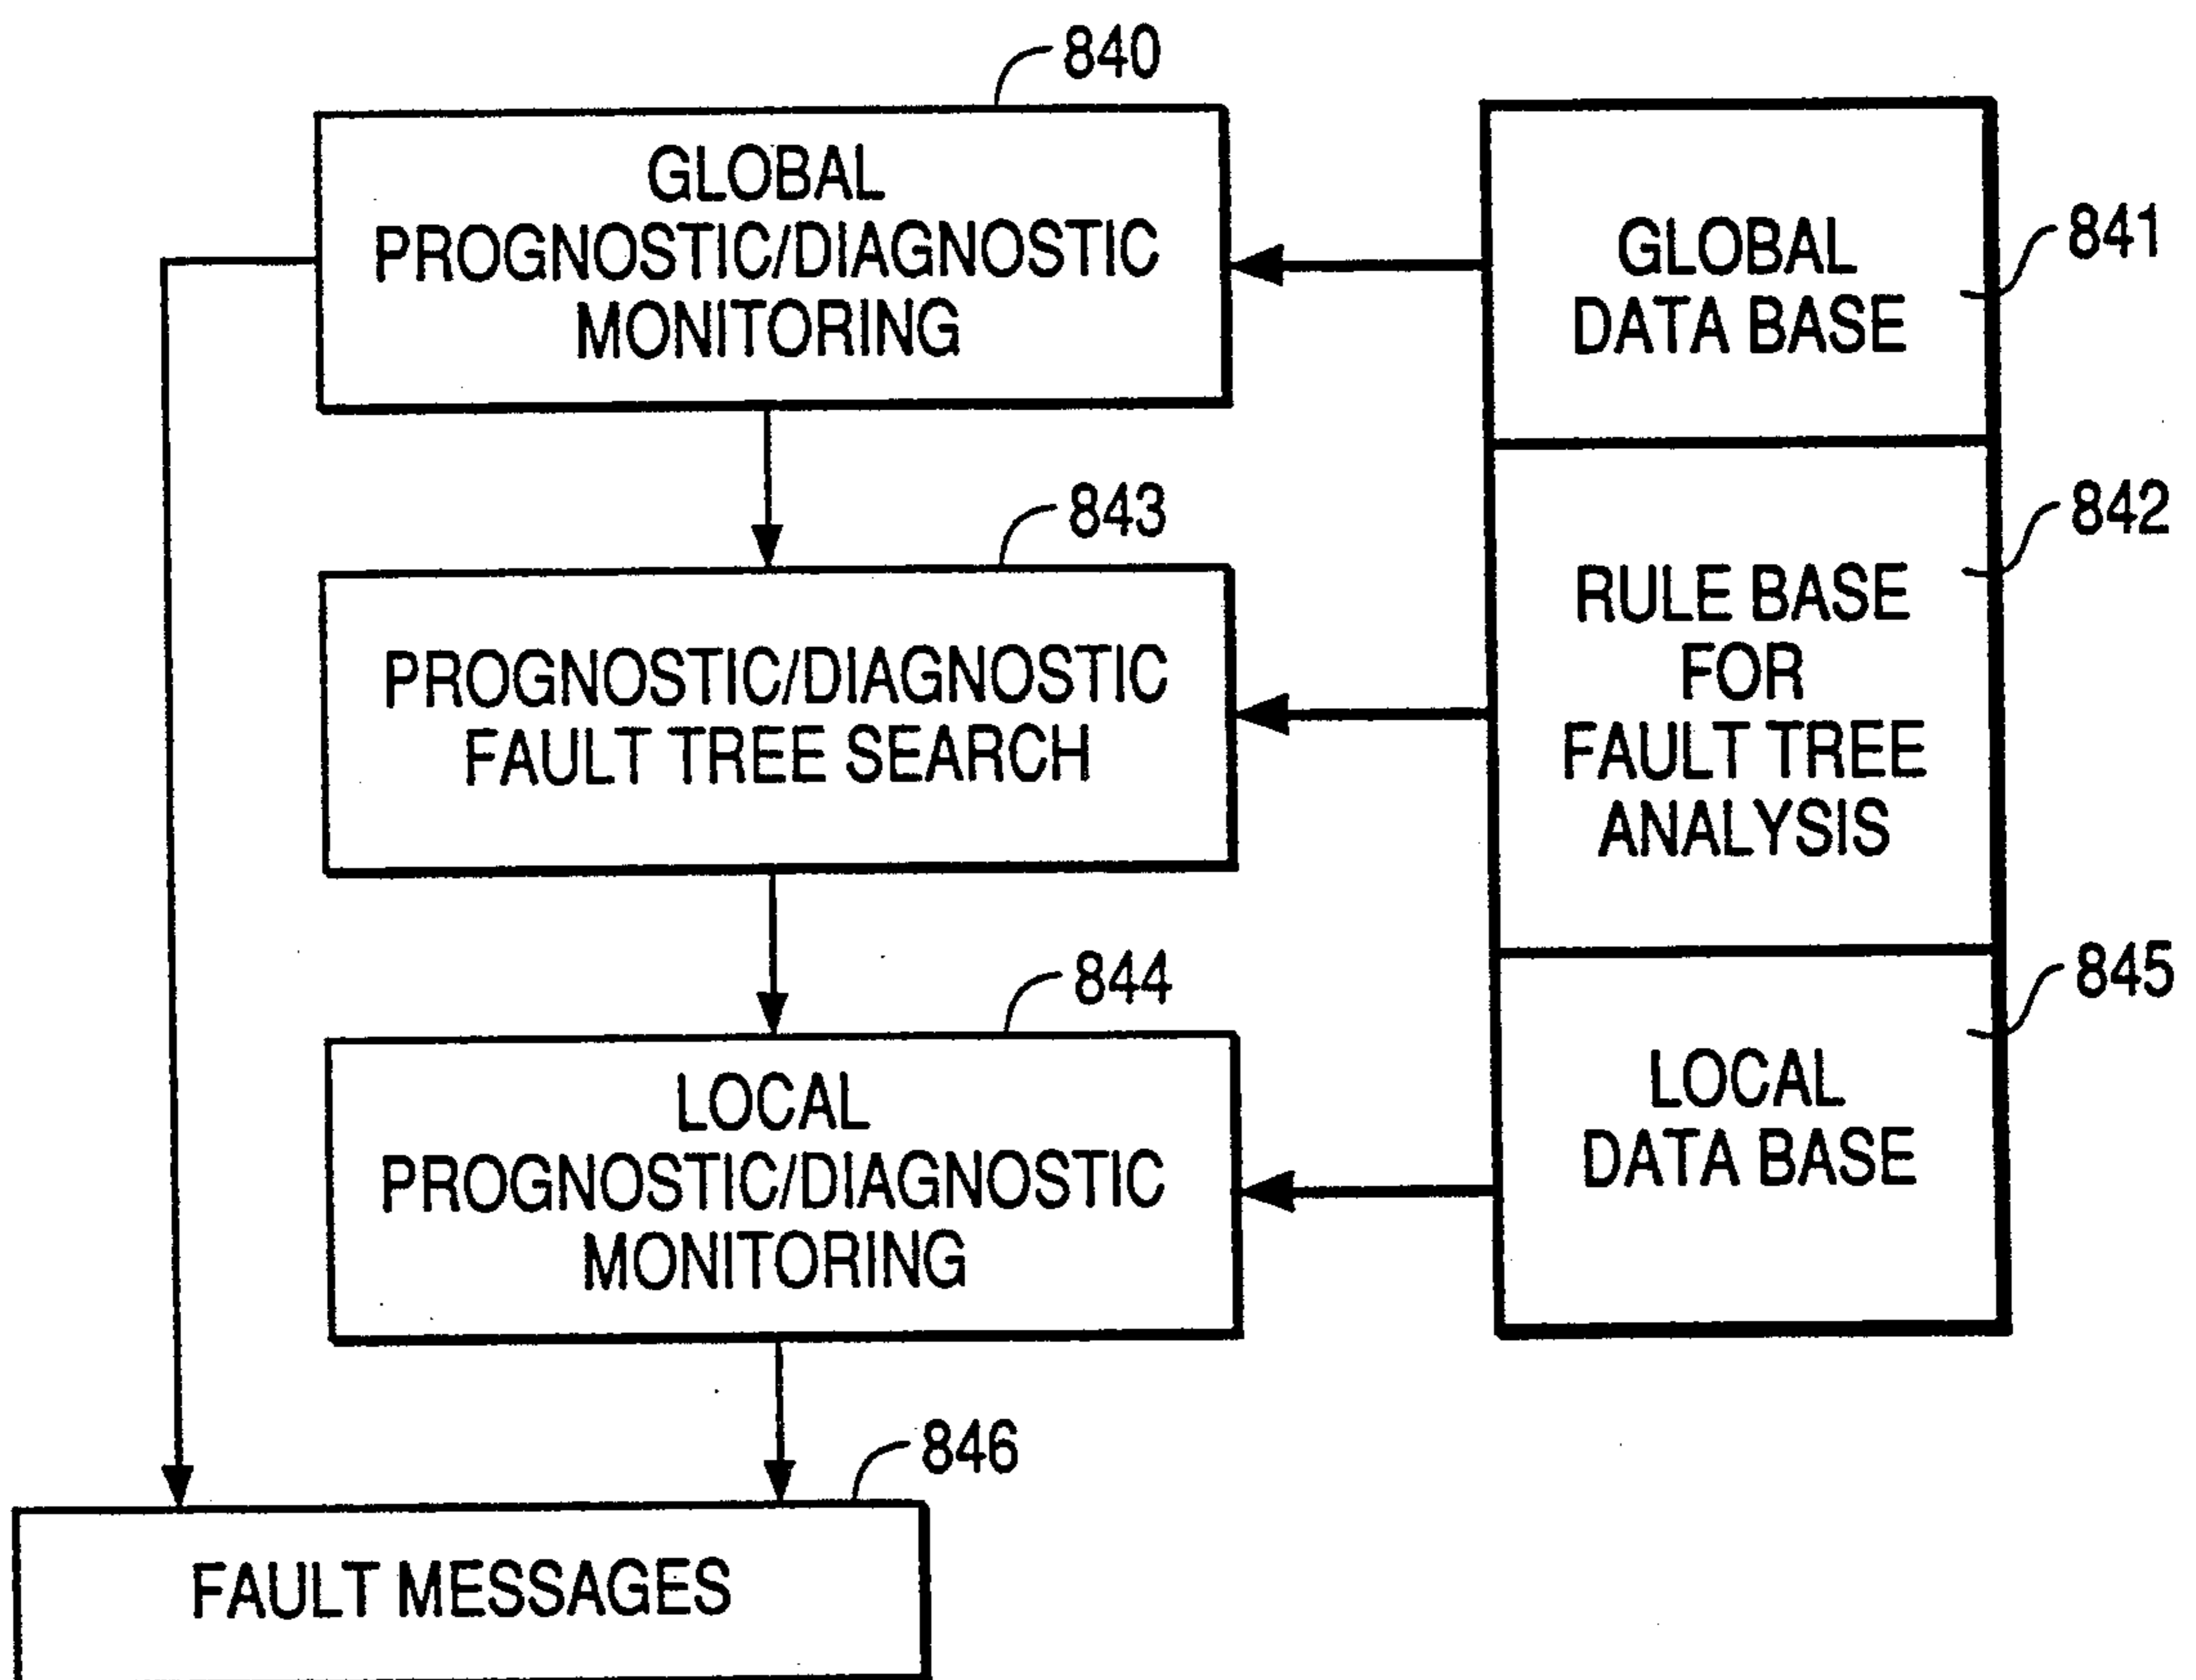 840
GLOBAL
PROGNOSTIC/DIAGNOSTIC
MONITORING
GLOBAL
DATA BASE
841
843
PROGNOSTIC/DIAGNOSTIC
FAULT TREE SEARCH
RULE BASE
FOR
FAULT TREE
ANALYSIS
842
844
LOCAL
PROGNOSTIC/DIAGNOSTIC
MONITORING
LOCAL
DATA BASE
845
846
FAULT MESSAGES